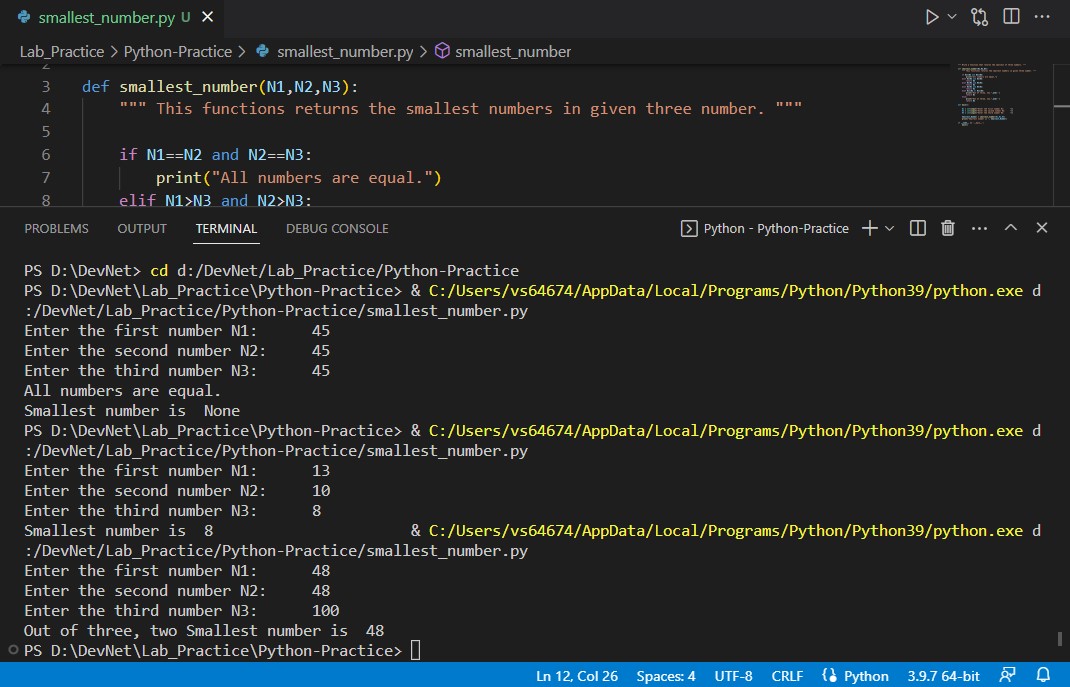 smallest_number.py U
Lab_Practice > Python-Practice > smallest_number.py > smallest_number
2
3 def smallest_number(N1,N2,N3):
4 """ This functions returns the smallest numbers in given three number. """
5
6 if N1==N2 and N2==N3:
7 print("All numbers are equal.")
8 elif N1>N3 and N2>N3:
PROBLEMS OUTPUT TERMINAL DEBUG CONSOLE Python - Python-Practice
PS D:\DevNet> cd d:/DevNet/Lab_Practice/Python-Practice
PS D:\DevNet\Lab_Practice\Python-Practice> & C:/Users/vs64674/AppData/Local/Programs/Python/Python39/python.exe d
:/DevNet/Lab_Practice/Python-Practice/smallest_number.py
Enter the first number N1: 45
Enter the second number N2: 45
Enter the third number N3: 45
All numbers are equal.
Smallest number is  None
PS D:\DevNet\Lab_Practice\Python-Practice> & C:/Users/vs64674/AppData/Local/Programs/Python/Python39/python.exe d
:/DevNet/Lab_Practice/Python-Practice/smallest_number.py
Enter the first number N1: 13
Enter the second number N2: 10
Enter the third number N3: 8
Smallest number is  8 & C:/Users/vs64674/AppData/Local/Programs/Python/Python39/python.exe d
:/DevNet/Lab_Practice/Python-Practice/smallest_number.py
Enter the first number N1: 48
Enter the second number N2: 48
Enter the third number N3: 100
Out of three, two Smallest number is  48
PS D:\DevNet\Lab_Practice\Python-Practice>
Ln 12, Col 26 Spaces: 4 UTF-8 CRLF Python 3.9.7 64-bit